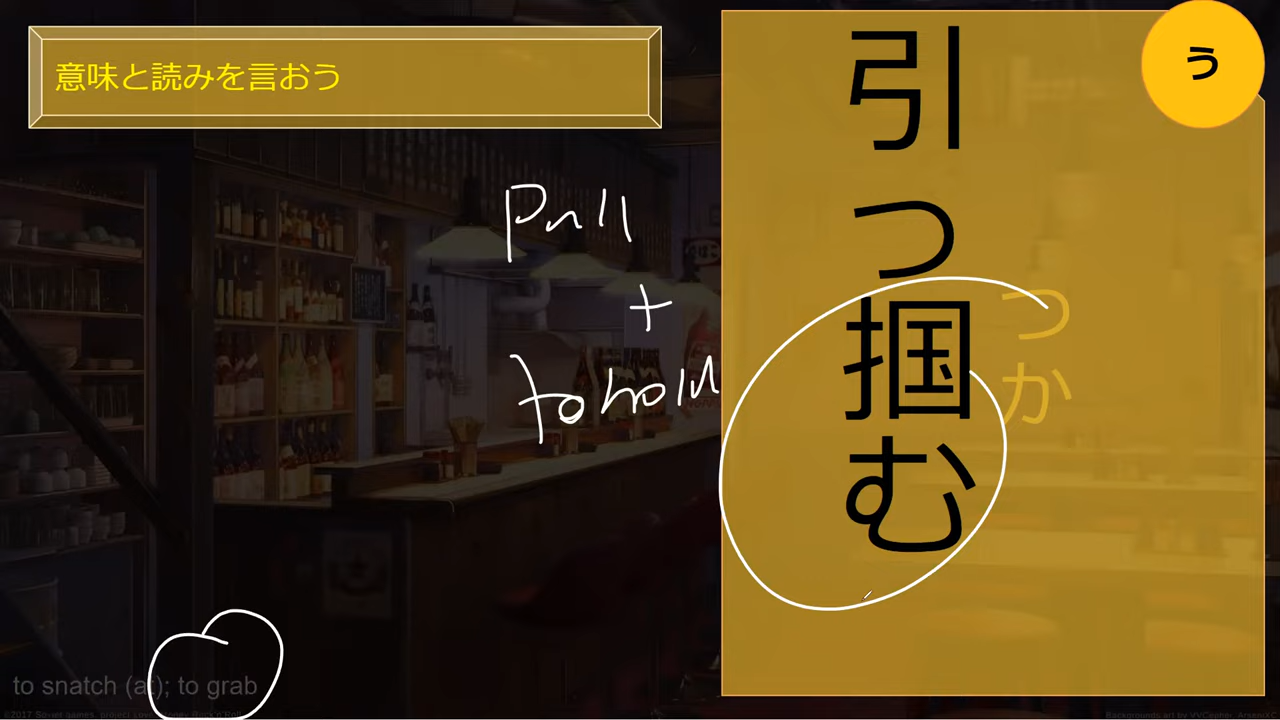 意味と読みを言おう
う
引っ掴む
つか
Pull
+
to hold
to snatch (at); to grab